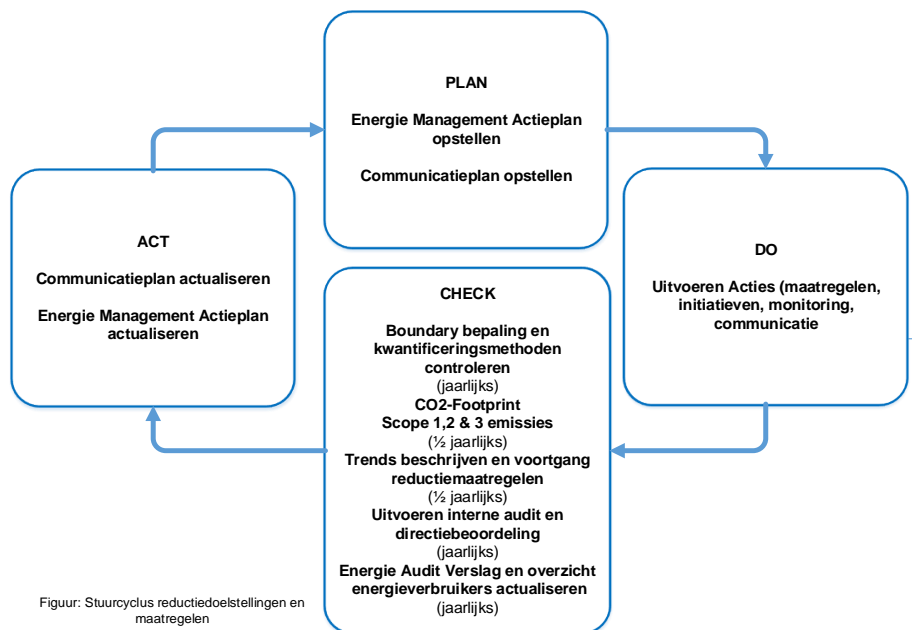 PLAN
Energie Management Actieplan
opstellen
Communicatieplan opstellen
DO
Uitvoeren Acties (maatregelen,
initiatieven, monitoring,
communicatie
CHECK
Boundary bepaling en
kwantificeringsmethoden
controleren
(jaarlijks)
CO2-Footprint
Scope 1,2 & 3 emissies
(½ jaarlijks)
Trends beschrijven en voortgang
reductiemaatregelen
(½ jaarlijks)
Uitvoeren interne audit en
directiebeoordeling
(jaarlijks)
Energie Audit Verslag en overzicht
energieverbruikers actualiseren
(jaarlijks)
ACT
Communicatieplan actualiseren
Energie Management Actieplan
actualiseren
Figuur: Stuurcyclus reductiedoelstellingen en
maatregelen